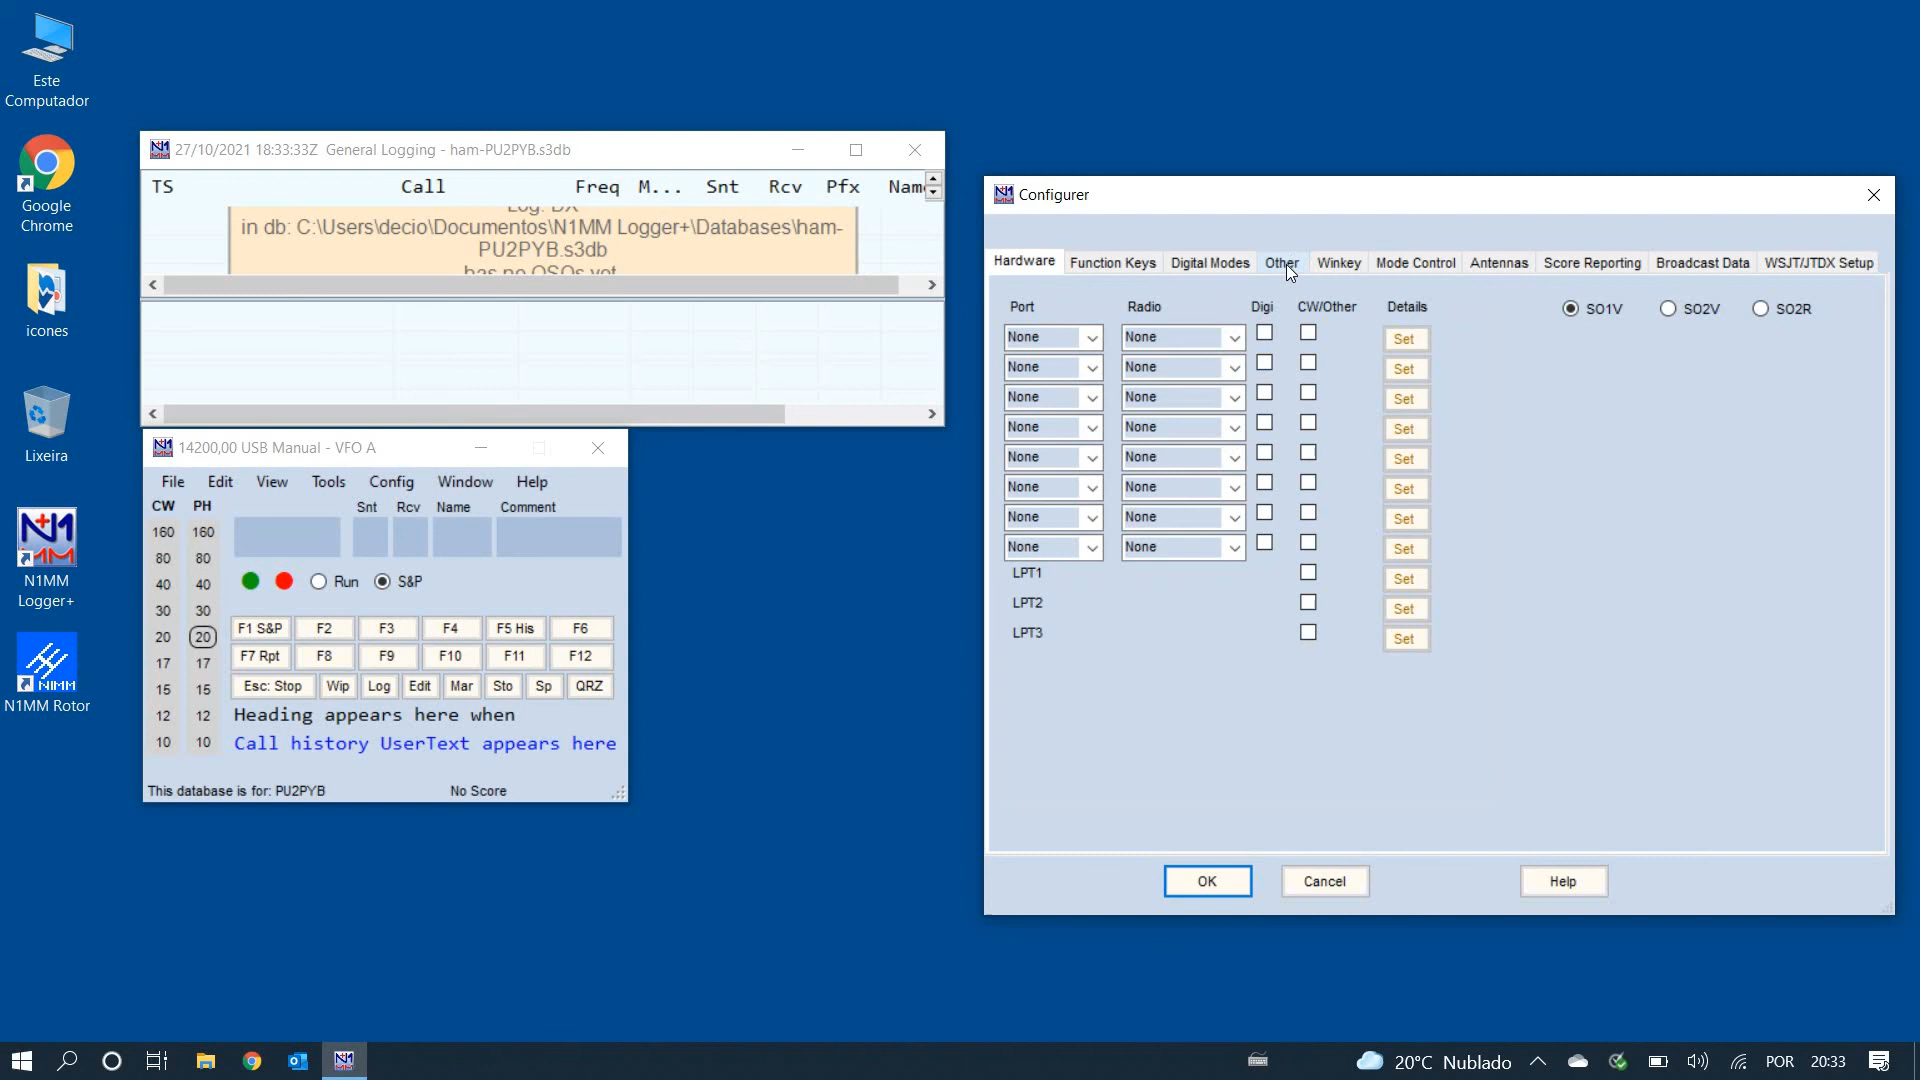 Este
Computador
Google
Chrome
icones
Lixeira
N1MM
Logger+
NIMM
N1MM Rotor
27/10/2021 18:33:33Z General Logging - ham-PU2PYB.s3db
TS Call Freq M... Snt Rcv Pfx Name
Log: DX
in db: C:\Users\decio\Documentos\N1MM Logger+\Databases\ham-
PU2PYB.s3db
has no QSOs yet
14200,00 USB Manual - VFO A
File Edit View Tools Config Window Help
CW PH Snt Rcv Name Comment
160 160
80 80
40 40
30 30
20 20
17 17
15 15
12 12
10 10
Run S&P
F1 S&P F2 F3 F4 F5 His F6
F7 Rpt F8 F9 F10 F11 F12
Esc: Stop Wip Log Edit Mar Sto Sp QRZ
Heading appears here when
Call history UserText appears here
This database is for: PU2PYB No Score
Configurer
Hardware Function Keys Digital Modes Other Winkey Mode Control Antennas Score Reporting Broadcast Data WSJT/JTDX Setup
Port Radio Digi CW/Other Details SO1V SO2V SO2R
None None Set
None None Set
None None Set
None None Set
None None Set
None None Set
None None Set
None None Set
LPT1 Set
LPT2 Set
LPT3 Set
OK Cancel Help
20°C Nublado POR 20:33